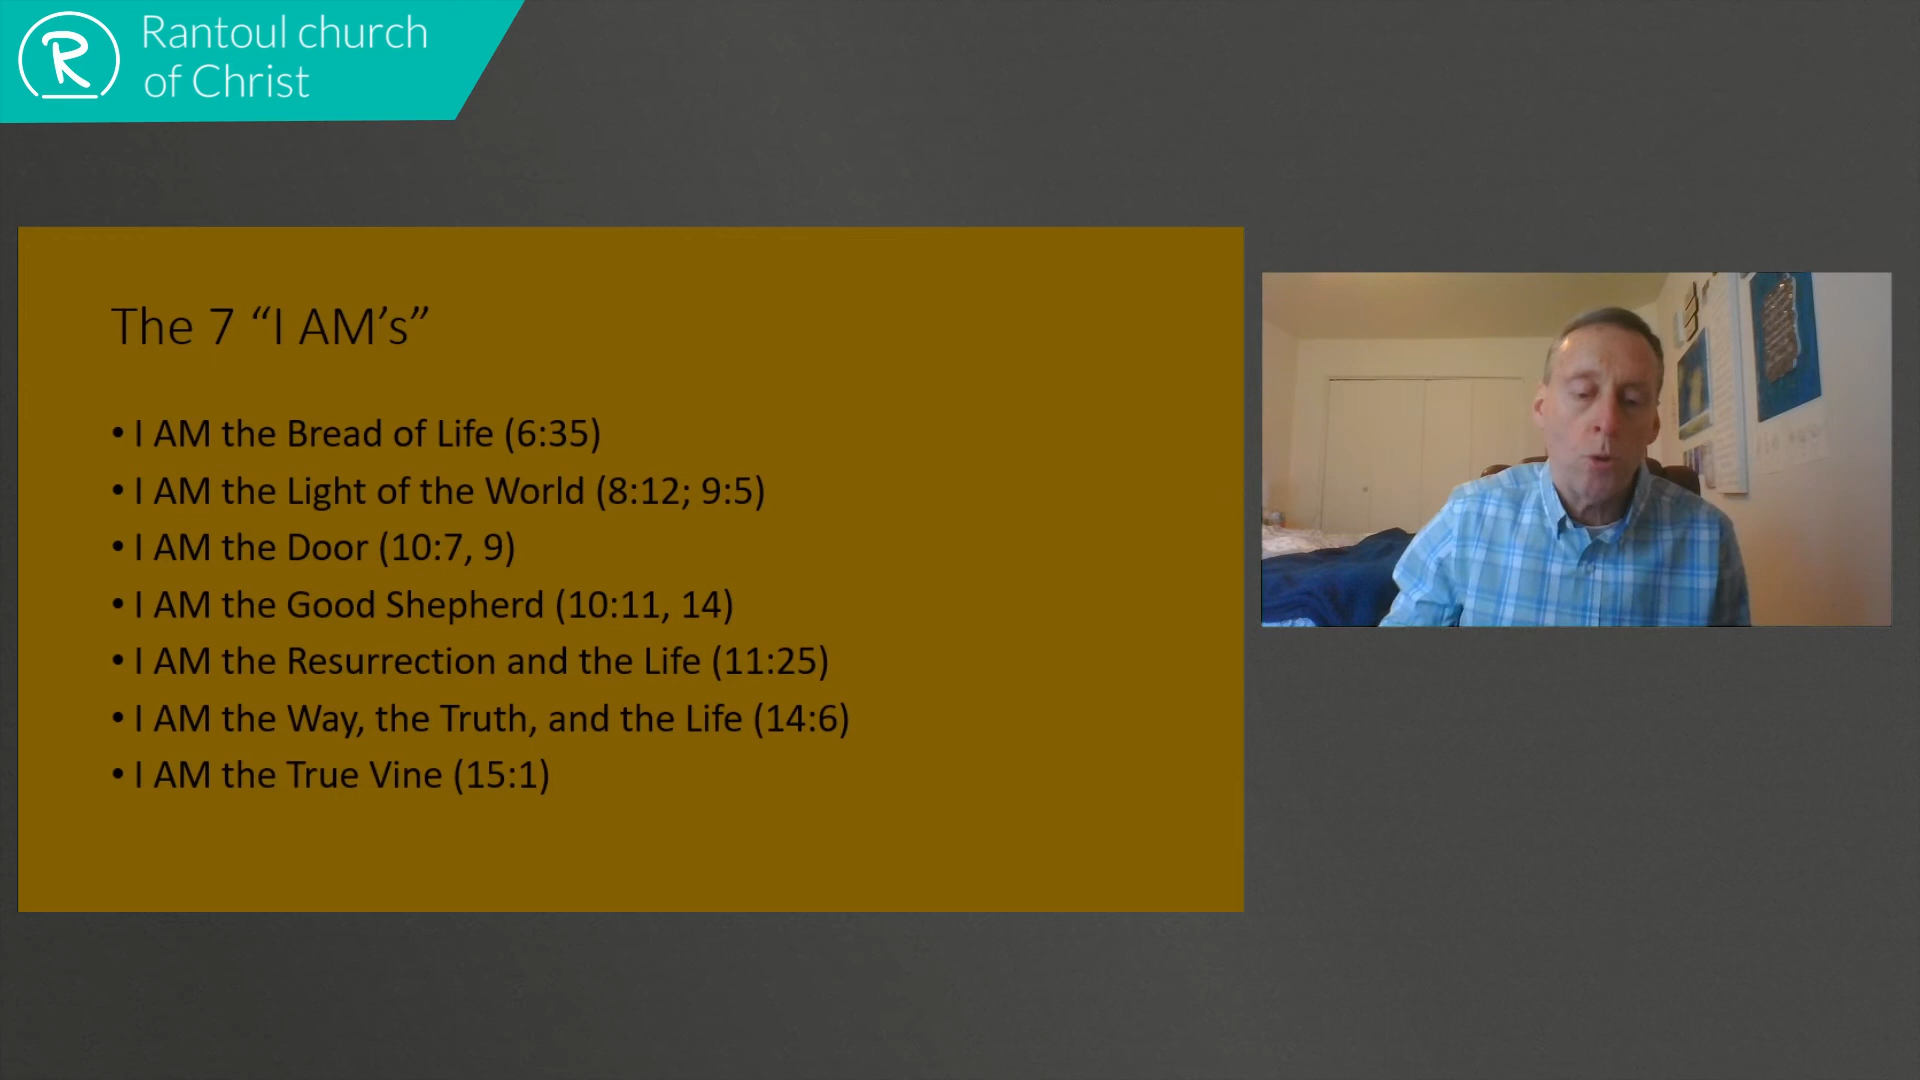 Rantoul church
of Christ
The 7 “I AM’s”
• I AM the Bread of Life (6:35)
• I AM the Light of the World (8:12; 9:5)
• I AM the Door (10:7, 9)
• I AM the Good Shepherd (10:11, 14)
• I AM the Resurrection and the Life (11:25)
• I AM the Way, the Truth, and the Life (14:6)
• I AM the True Vine (15:1)